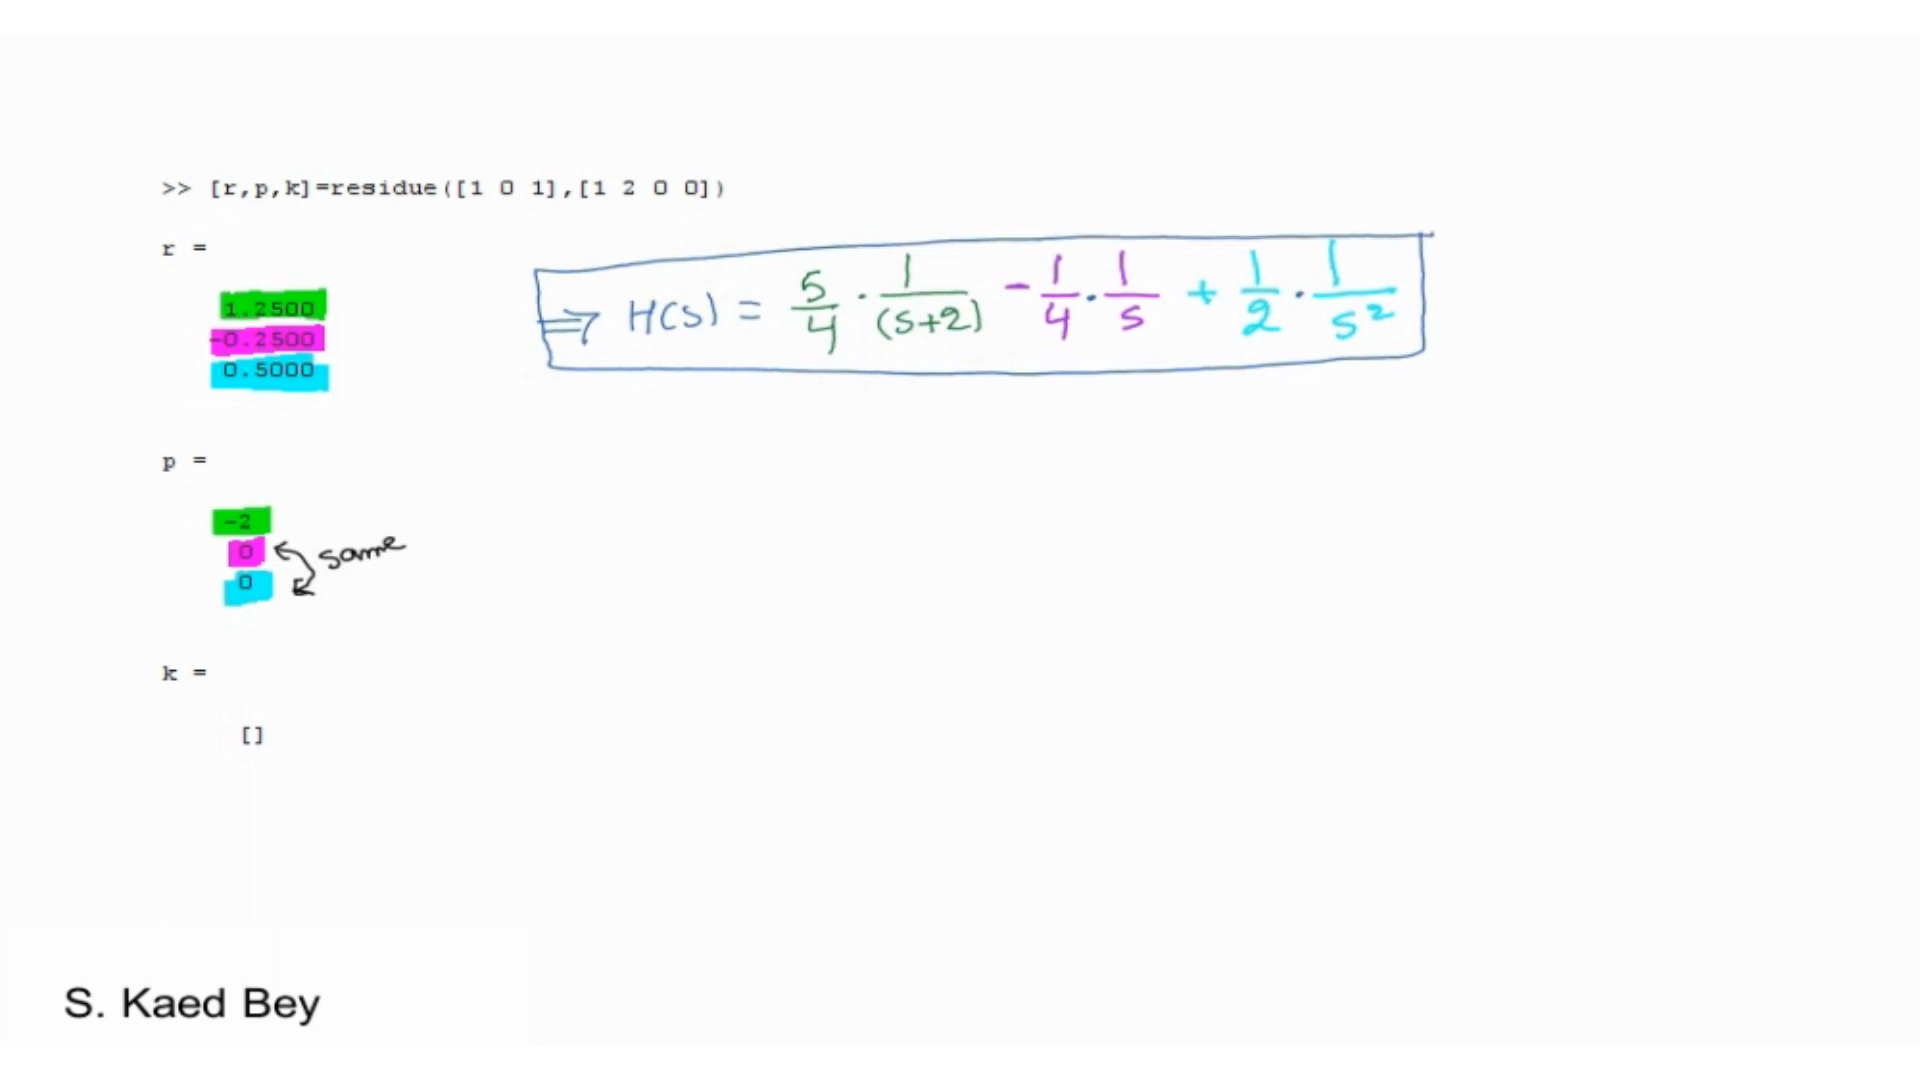 >> [r,p,k]=residue([1 0 1],[1 2 0 0])
r =
1.2500
-0.2500
0.5000
⇒ H(s) = 5/4 · 1/(s+2) - 1/4 · 1/s + 1/2 · 1/s²
p =
-2
0
0
same
k =
[]
S. Kaed Bey